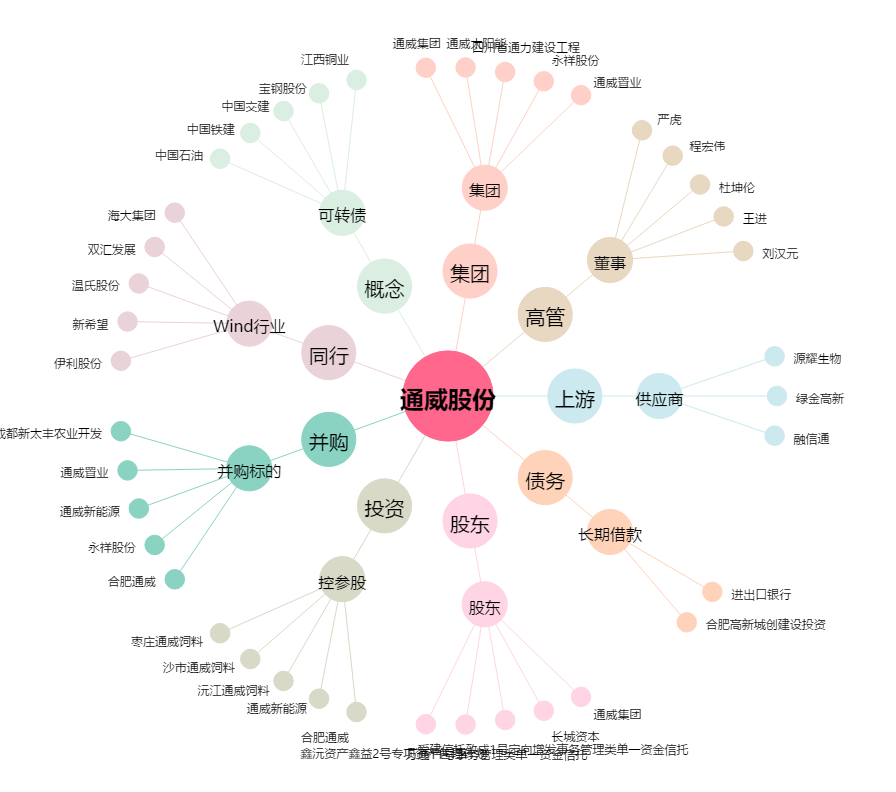 通威股份
集团
集团
通威集团
通威太阳能
四川省通力建设工程
永祥股份
通威置业
高管
董事
严虎
程宏伟
杜坤伦
王进
刘汉元
上游
供应商
源耀生物
绿金高新
融信通
债务
长期借款
进出口银行
合肥高新城创建设投资
股东
股东
通威集团
长城资本
投资
控参股
枣庄通威饲料
沙市通威饲料
沅江通威饲料
通威新能源
合肥通威
并购
并购标的
成都新太丰农业开发
通威置业
通威新能源
永祥股份
合肥通威
同行
Wind行业
海大集团
双汇发展
温氏股份
新希望
伊利股份
概念
可转债
江西铜业
宝钢股份
中国交建
中国铁建
中国石油